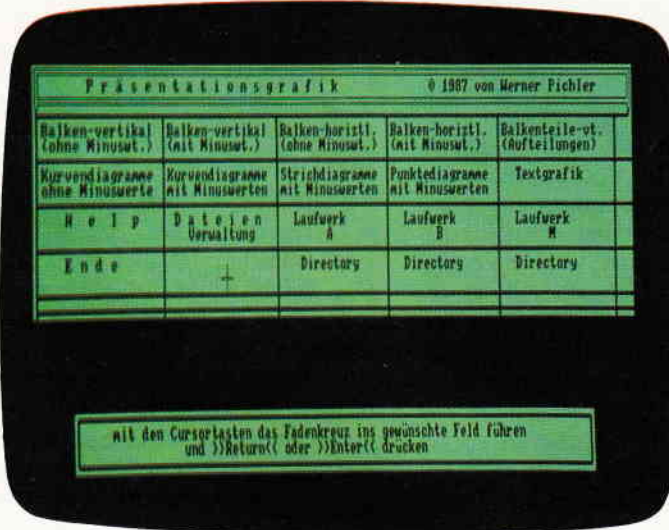 Präsentationsgrafik © 1987 von Werner Pichler
Balken-vertikal Balken-vertikal Balken-horiztl. Balken-horiztl. Balkenteile-vt.
(ohne Minuswt.) (mit Minuswt.) (ohne Minuswt.) (mit Minuswt.) (Aufteilungen)
Kurvendiagramme Kurvendiagramme Strichdiagramme Punktediagramme Textgrafik
ohne Minuswerte mit Minuswerten mit Minuswerten mit Minuswerten
Help Dateien Laufwerk Laufwerk Laufwerk
Verwaltung A B M
Ende Directory Directory Directory
mit den Cursortasten das Fadenkreuz ins gewünschte Feld führen
und >>Return<< oder >>Enter<< drücken